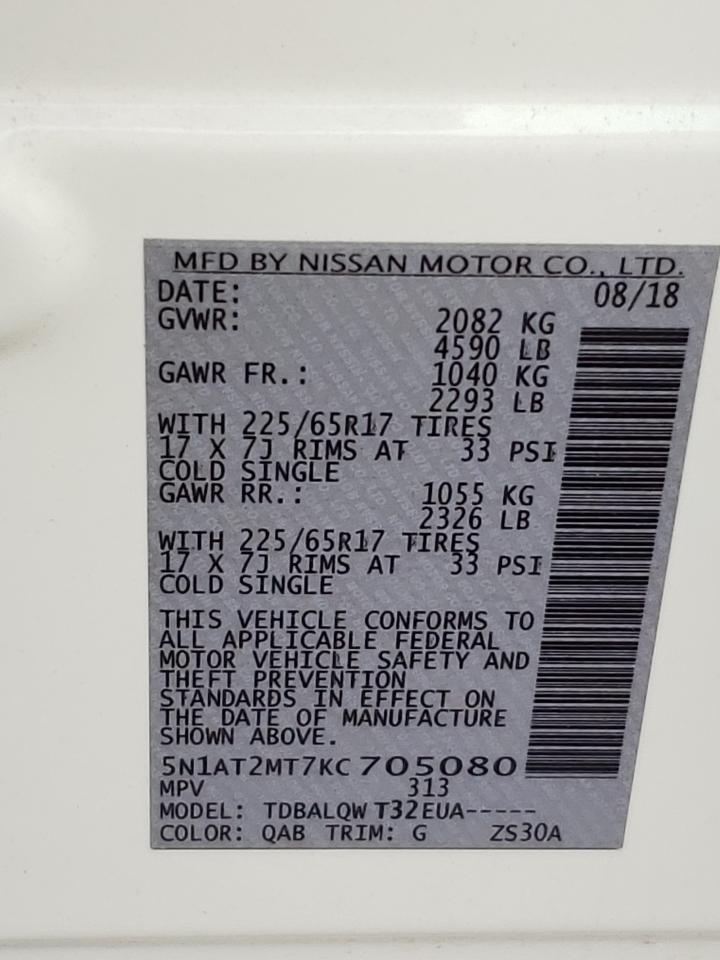 MFD BY NISSAN MOTOR CO., LTD.
DATE: 08/18
GVWR: 2082 KG
4590 LB
GAWR FR.: 1040 KG
2293 LB
WITH 225/65R17 TIRES
17 X 7J RIMS AT 33 PSI
COLD SINGLE
GAWR RR.: 1055 KG
2326 LB
WITH 225/65R17 TIRES
17 X 7J RIMS AT 33 PSI
COLD SINGLE
THIS VEHICLE CONFORMS TO
ALL APPLICABLE FEDERAL
MOTOR VEHICLE SAFETY AND
THEFT PREVENTION
STANDARDS IN EFFECT ON
THE DATE OF MANUFACTURE
SHOWN ABOVE.
5N1AT2MT7KC705080
MPV 313
MODEL: TDBALQW T32EUA-----
COLOR: QAB TRIM: G ZS30A